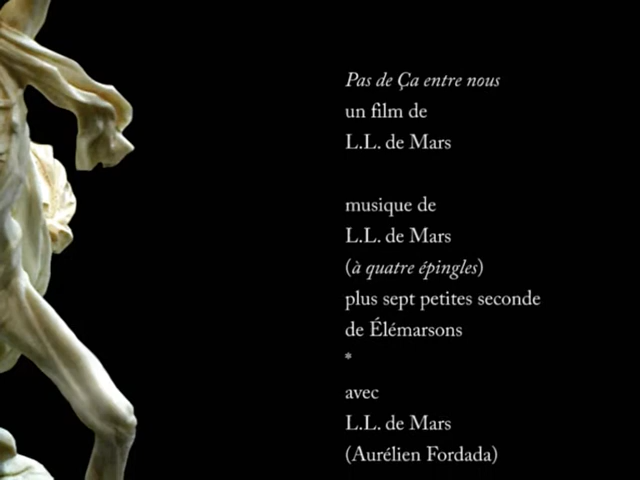 Pas de Ça entre nous
un film de
L.L. de Mars
musique de
L.L. de Mars
(à quatre épingles)
plus sept petites seconde
de Élémarsons
*
avec
L.L. de Mars
(Aurélien Fordada)